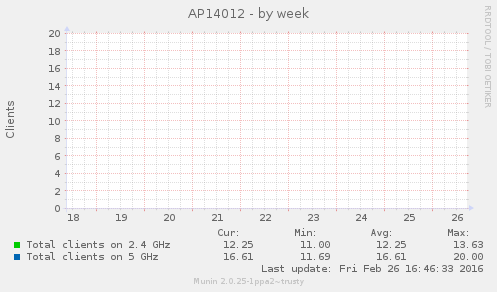 AP14012 - by week
RRDTOOL / TOBI OETIKER
Clients
20
18
16
14
12
10
8
6
4
2
0
18 19 20 21 22 23 24 25 26
Cur: Min: Avg: Max:
Total clients on 2.4 GHz 12.25 11.00 12.25 13.63
Total clients on 5 GHz 16.61 11.69 16.61 20.00
Last update: Fri Feb 26 16:46:33 2016
Munin 2.0.25-1ppa2~trusty